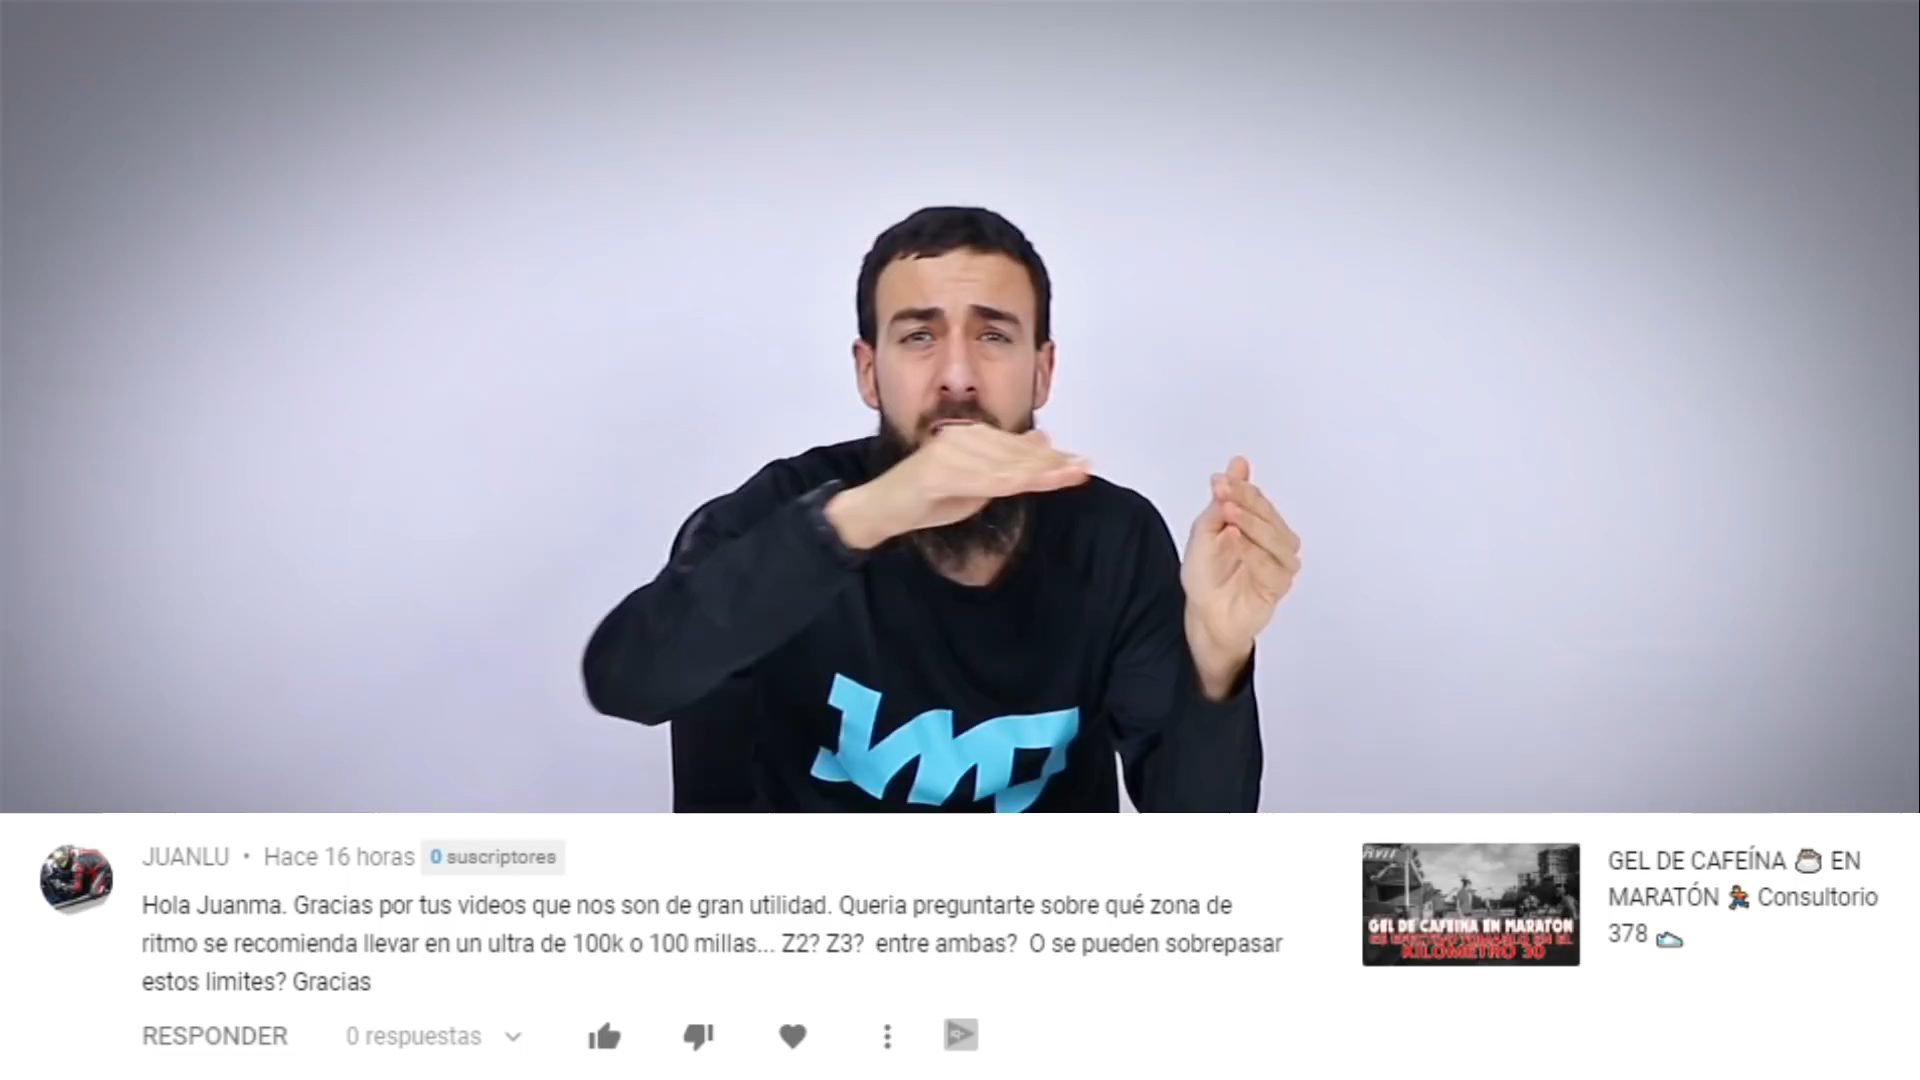 JUANLU • Hace 16 horas 0 suscriptores
Hola Juanma. Gracias por tus videos que nos son de gran utilidad. Queria preguntarte sobre qué zona de
ritmo se recomienda llevar en un ultra de 100k o 100 millas... Z2? Z3? entre ambas? O se pueden sobrepasar
estos limites? Gracias
RESPONDER 0 respuestas
GEL DE CAFEINA EN MARATON
KILOMETRO 30
GEL DE CAFEÍNA EN
MARATÓN Consultorio
378